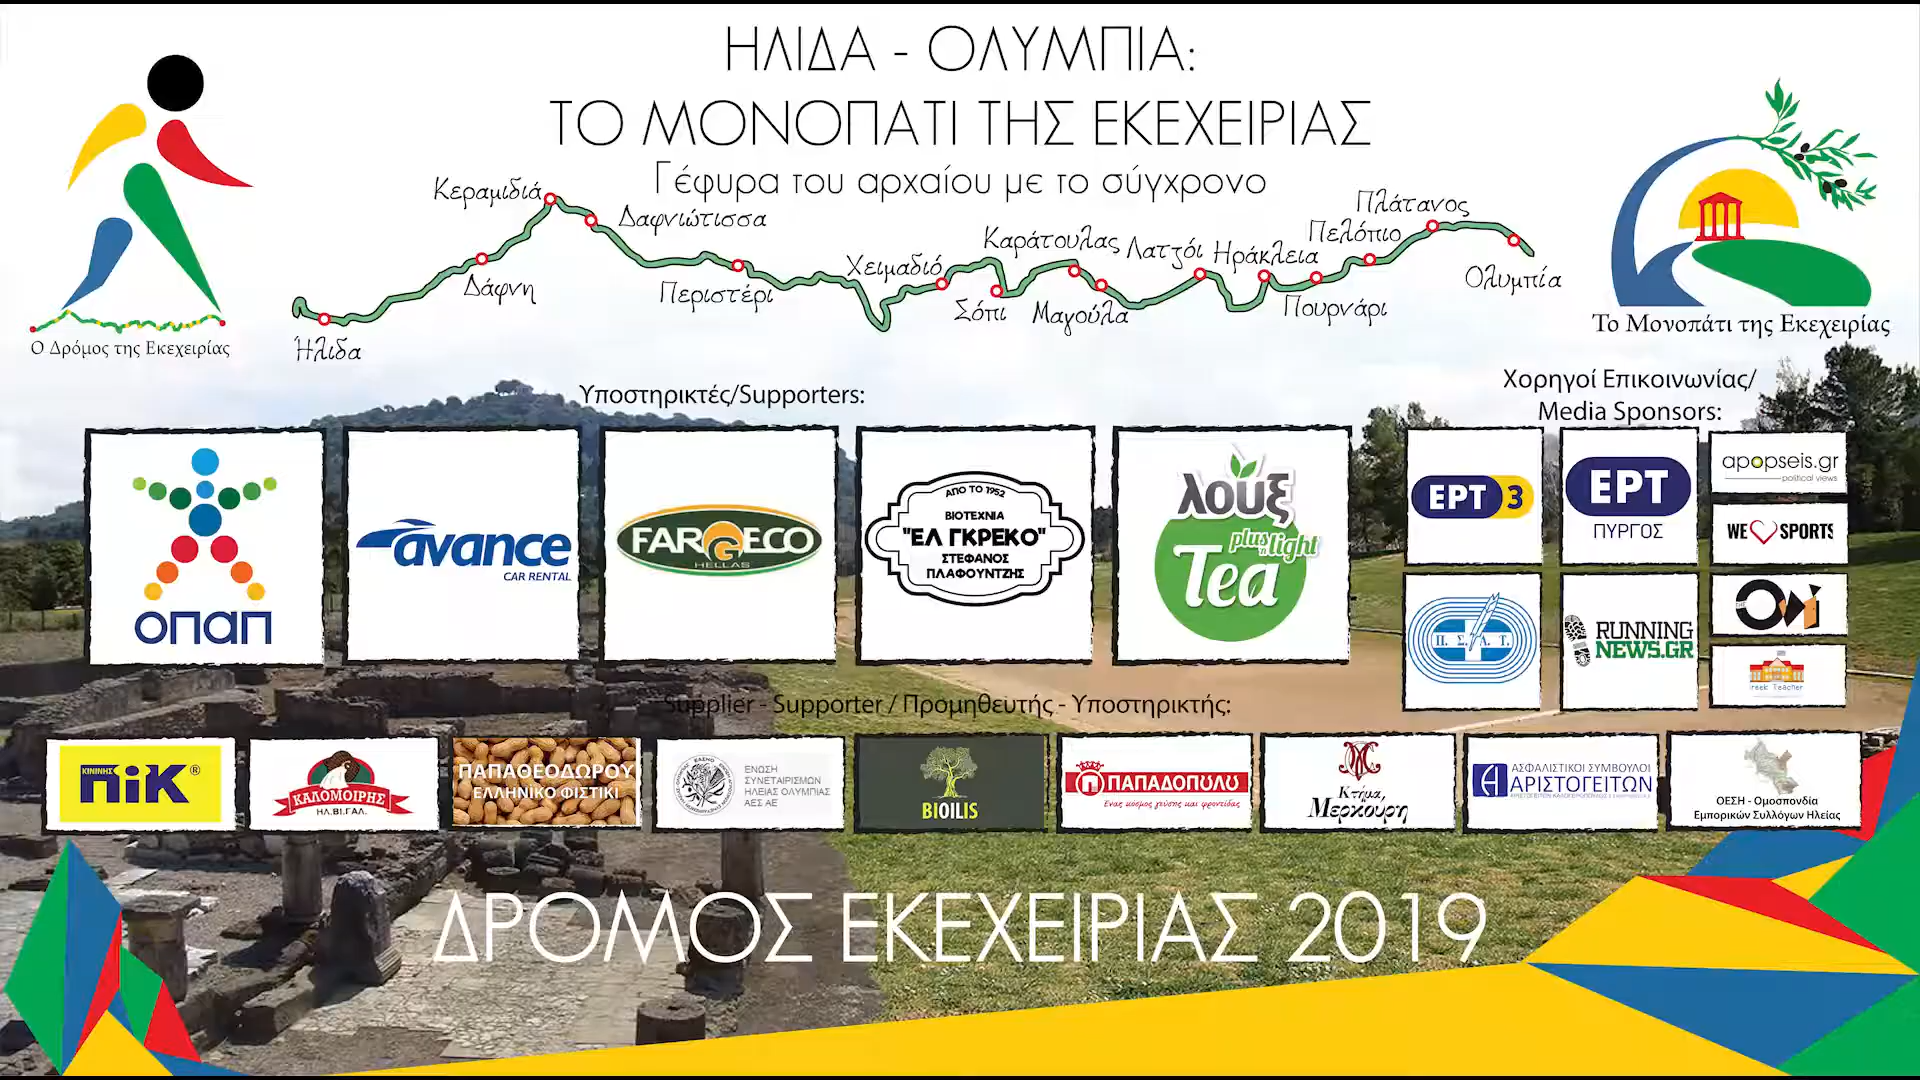 ΗΛΙΔΑ - ΟΛΥΜΠΙΑ:
ΤΟ ΜΟΝΟΠΑΤΙ ΤΗΣ ΕΚΕΧΕΙΡΙΑΣ
Γέφυρα του αρχαίου με το σύγχρονο
Ήλιδα
Δάφνη
Κεραμιδιά
Δαφνιώτισσα
Περιστέρι
Χειμαδιό
Σόπι
Καράτουλας
Μαγούλα
Λατζόι
Ηράκλεια
Πουρνάρι
Πελόπιο
Πλάτανος
Ολυμπία
Ο Δρόμος της Εκεχειρίας
Το Μονοπάτι της Εκεχειρίας
Υποστηρικτές/Supporters:
οπαπ
avance
CAR RENTAL
FARGECO
HELLAS
ΑΠΟ ΤΟ 1952
ΒΙΟΤΕΧΝΙΑ
"ΕΛ ΓΚΡΕΚΟ"
ΣΤΕΦΑΝΟΣ
ΠΛΑΦΟΥΝΤΖΗΣ
λουξ
plus 'n light
Tea
Χορηγοί Επικοινωνίας/
Media Sponsors:
ΕΡΤ 3
ΕΡΤ
ΠΥΡΓΟΣ
apopseis.gr
political views
WE SPORTS
Π.Σ.Α.Τ.
RUNNING
NEWS.GR
THE
reek Teacher
Supplier - Supporter / Προμηθευτής - Υποστηρικτής:
ΚΙΝΙΝΗΣ
ПiK®
ΚΑΛΟΜΟΙΡΗΣ
ΗΛ.ΒΙ.ΓΑΛ.
ΠΑΠΑΘΕΟΔΩΡΟΥ
ΕΛΛΗΝΙΚΟ ΦΙΣΤΙΚΙ
ΕΝΩΣΗ
ΣΥΝΕΤΑΙΡΙΣΜΩΝ
ΗΛΕΙΑΣ ΟΛΥΜΠΙΑΣ
ΑΕΣ ΑΕ
BIOILIS
ΠΑΠΑΔΟΠΟΥΛΟΥ
Ένας κόσμος γεύσης και φροντίδας
Κτήμα
Μερκούρη
ΑΣΦΑΛΙΣΤΙΚΟΙ ΣΥΜΒΟΥΛΟΙ
ΑΡΙΣΤΟΓΕΙΤΩΝ
ΟΕΣΗ - Ομοσπονδία
Εμπορικών Συλλόγων Ηλείας
ΔΡΟΜΟΣ ΕΚΕΧΕΙΡΙΑΣ 2019